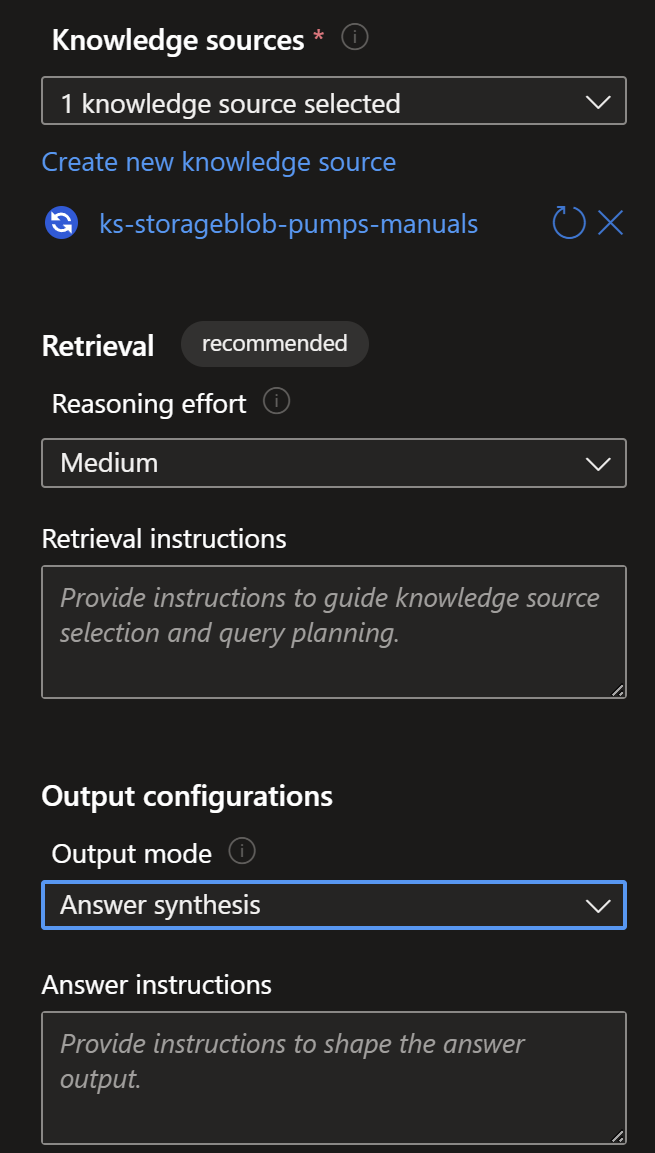 Knowledge sources *
1 knowledge source selected
Create new knowledge source
ks-storageblob-pumps-manuals
Retrieval recommended
Reasoning effort
Medium
Retrieval instructions
Provide instructions to guide knowledge source
selection and query planning.
Output configurations
Output mode
Answer synthesis
Answer instructions
Provide instructions to shape the answer
output.